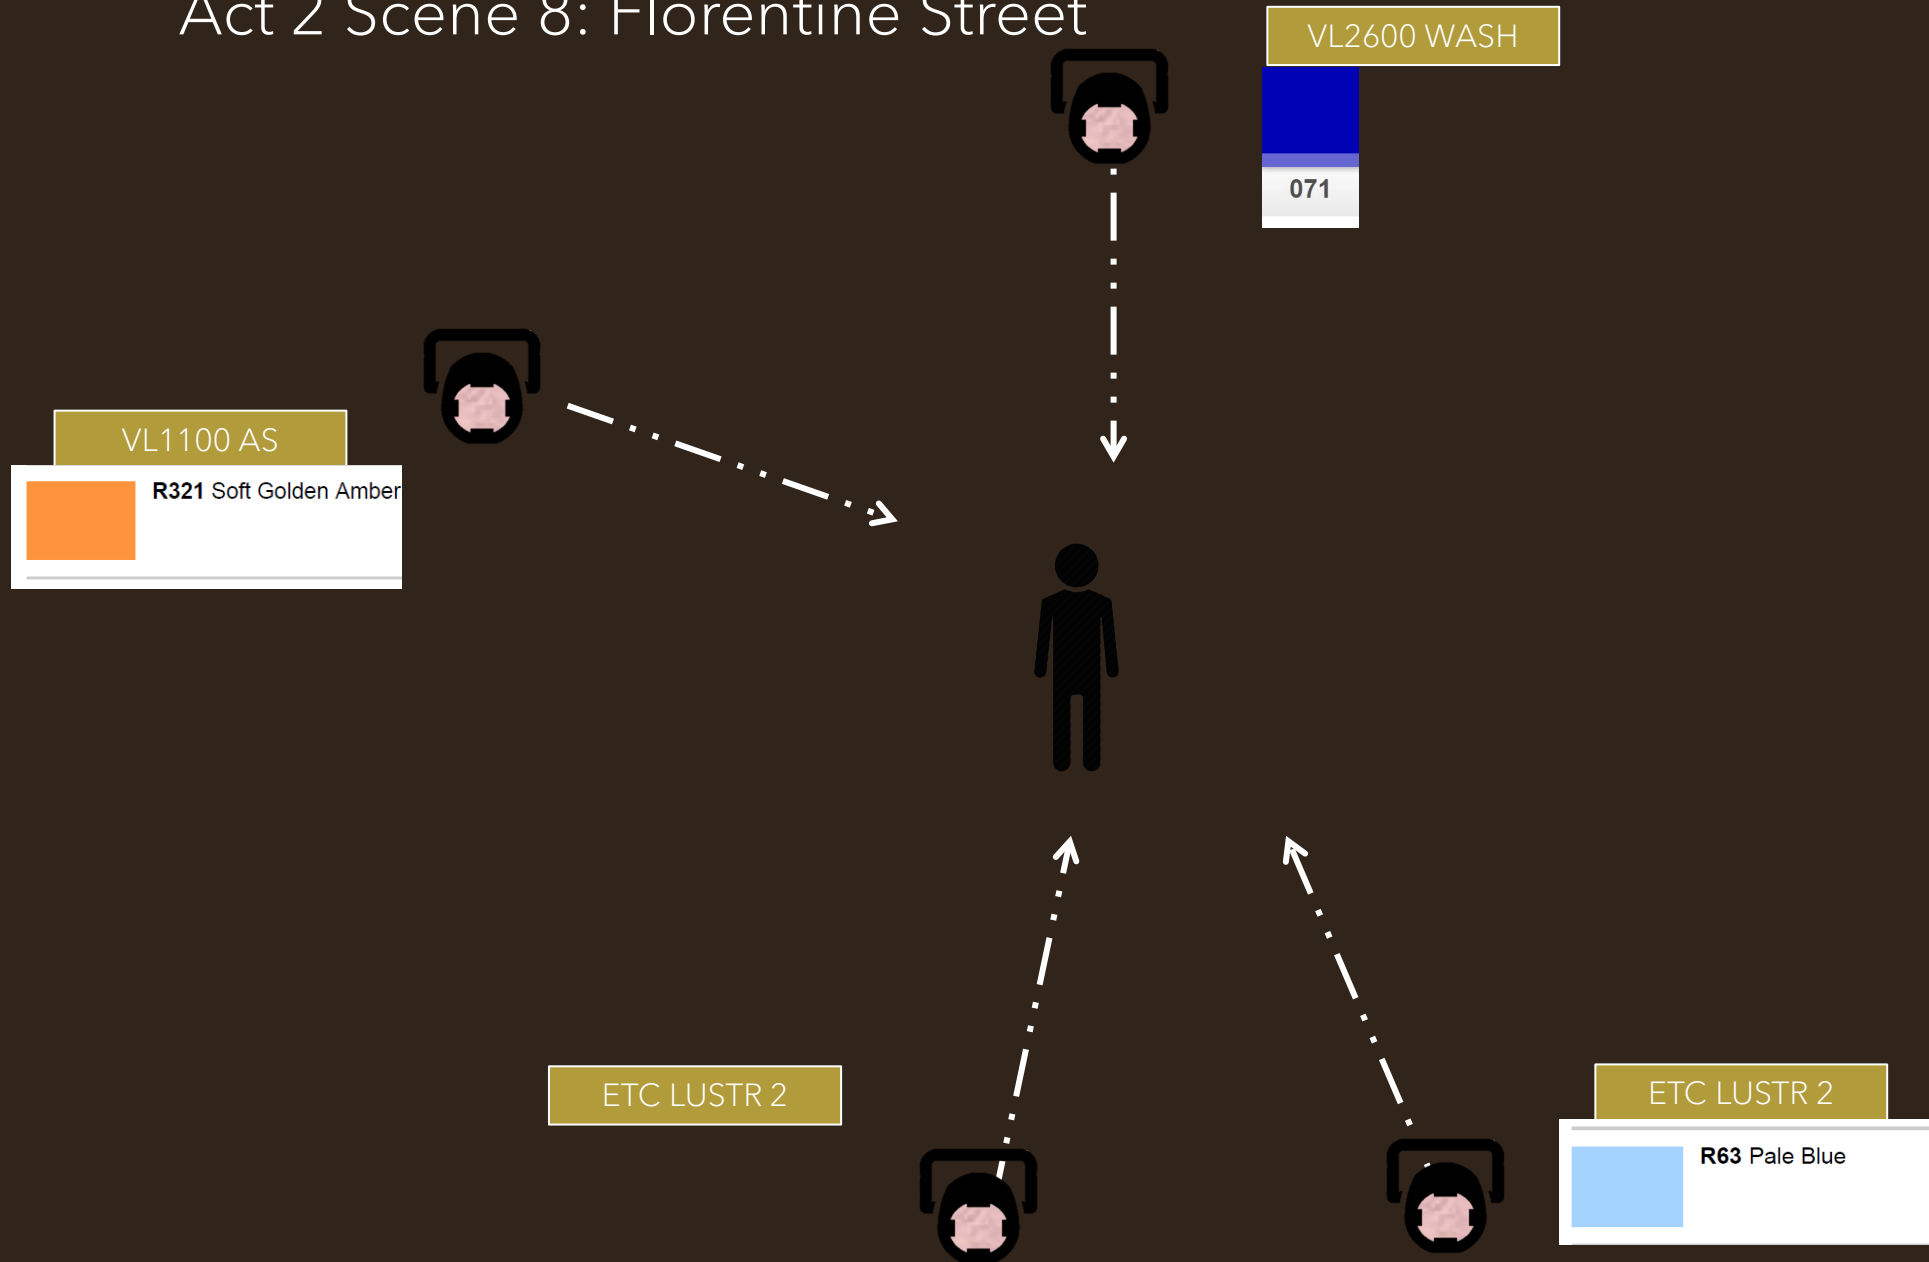 Act 2 Scene 8: Florentine Street
VL2600 WASH
071
VL1100 AS
R321 Soft Golden Amber
ETC LUSTR 2
ETC LUSTR 2
R63 Pale Blue